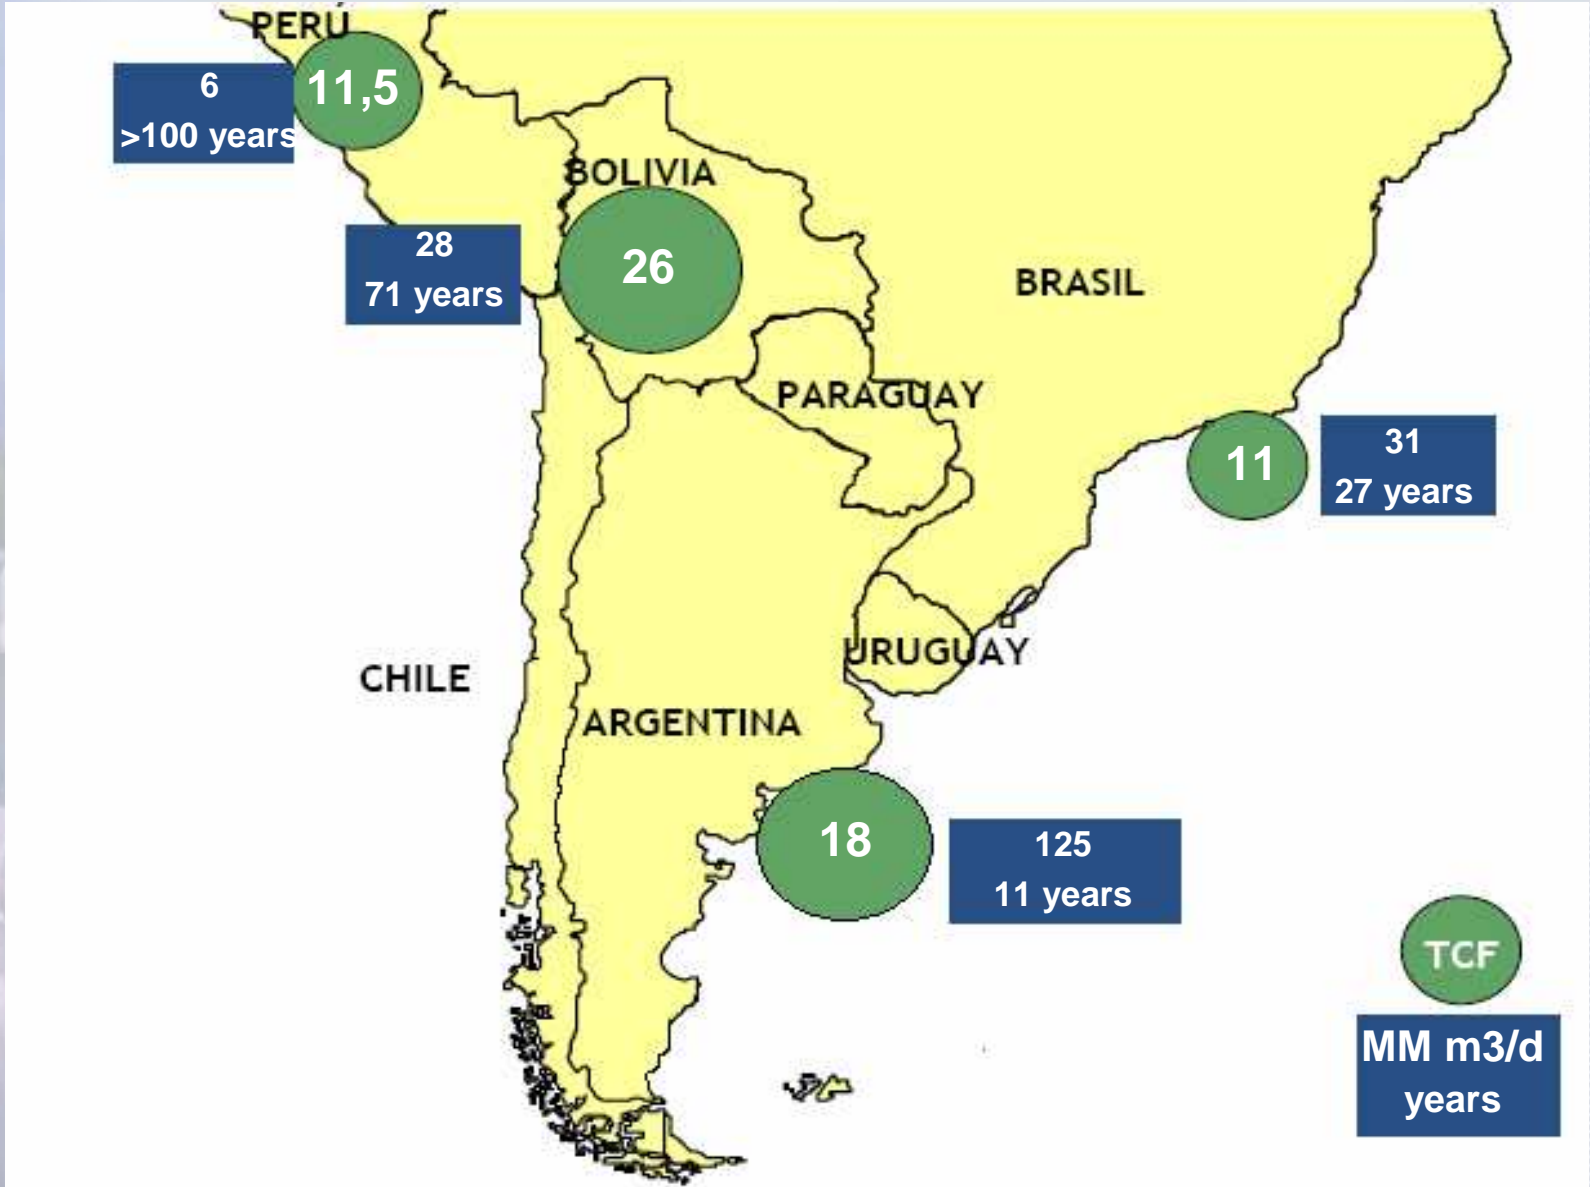 PERÚ
6
>100 years
11,5
BOLIVIA
28
71 years
26
BRASIL
PARAGUAY
11
31
27 years
CHILE
URUGUAY
ARGENTINA
18
125
11 years
TCF
MM m3/d
years